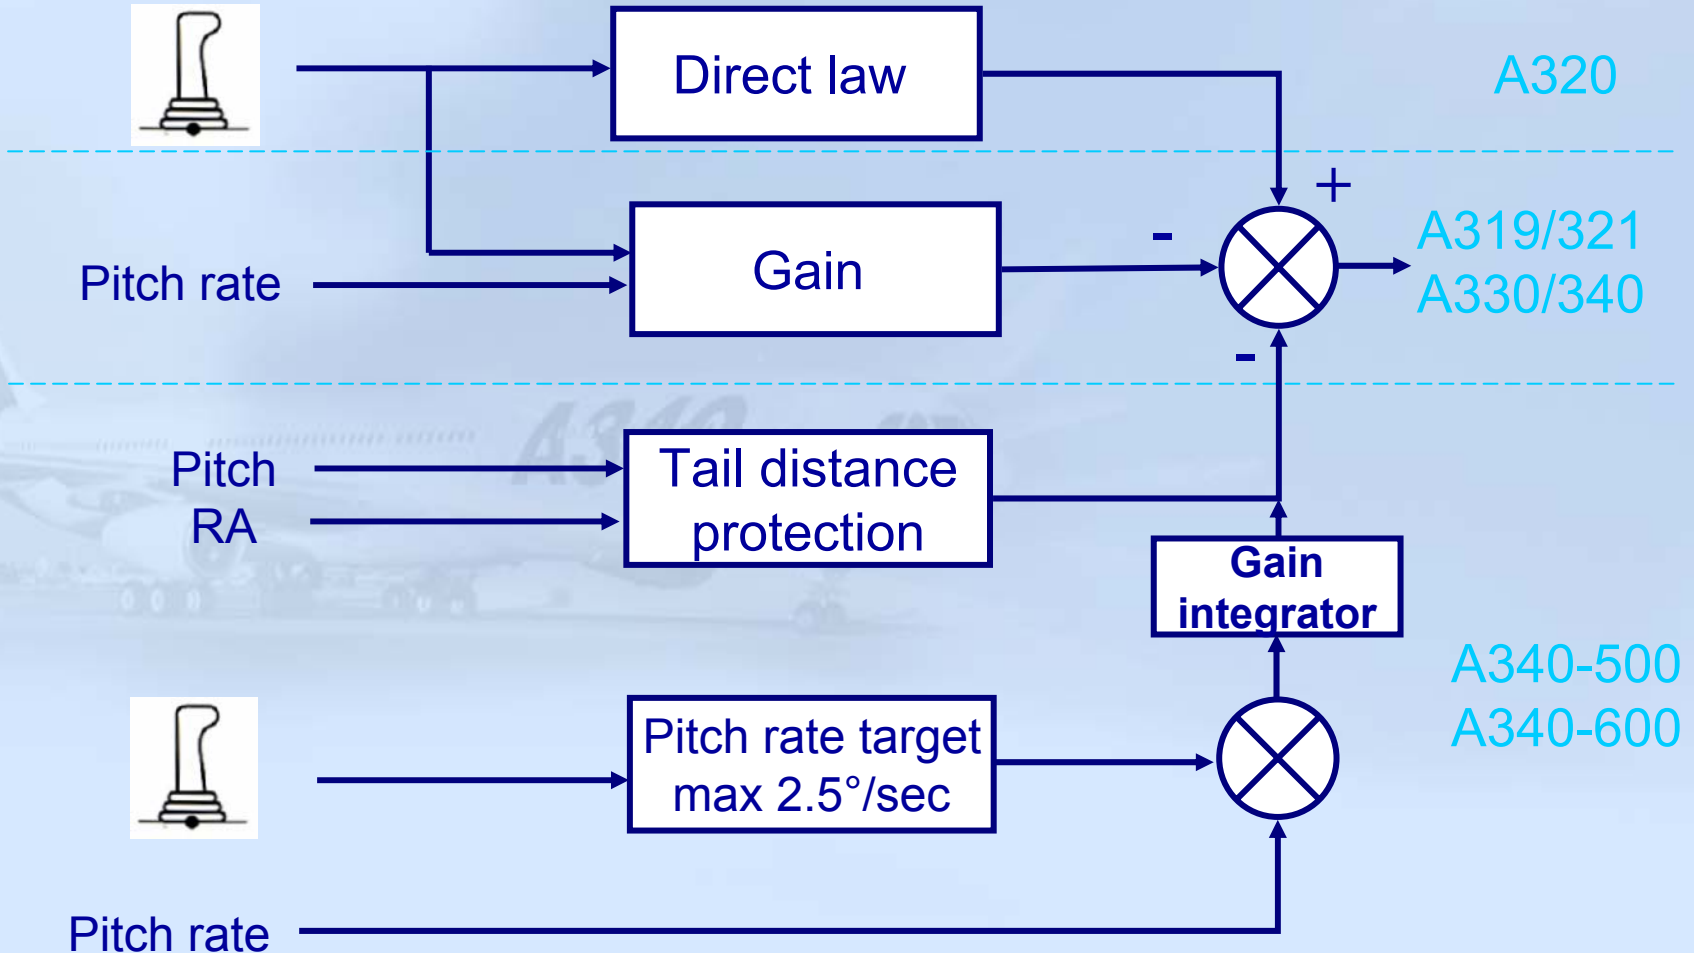 Direct law
A320
+
-
A319/321
Pitch rate
Gain
A330/340
-
A340
Pitch
RA
Tail distance
protection
Gain
integrator
A340-500
Pitch rate target
max 2.5°/sec
A340-600
Pitch rate